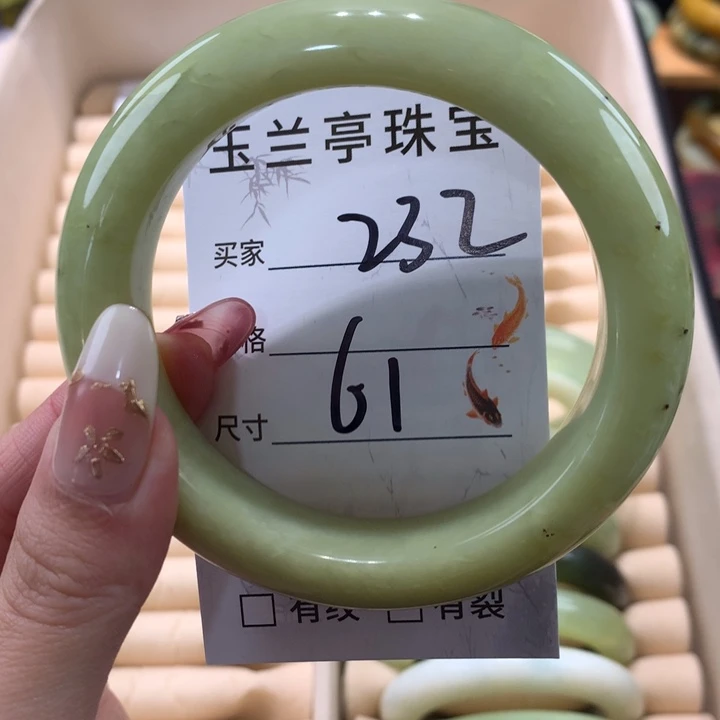 玉兰亭珠宝
买家 232
格
尺寸 61
□ 有纹 □ 有裂